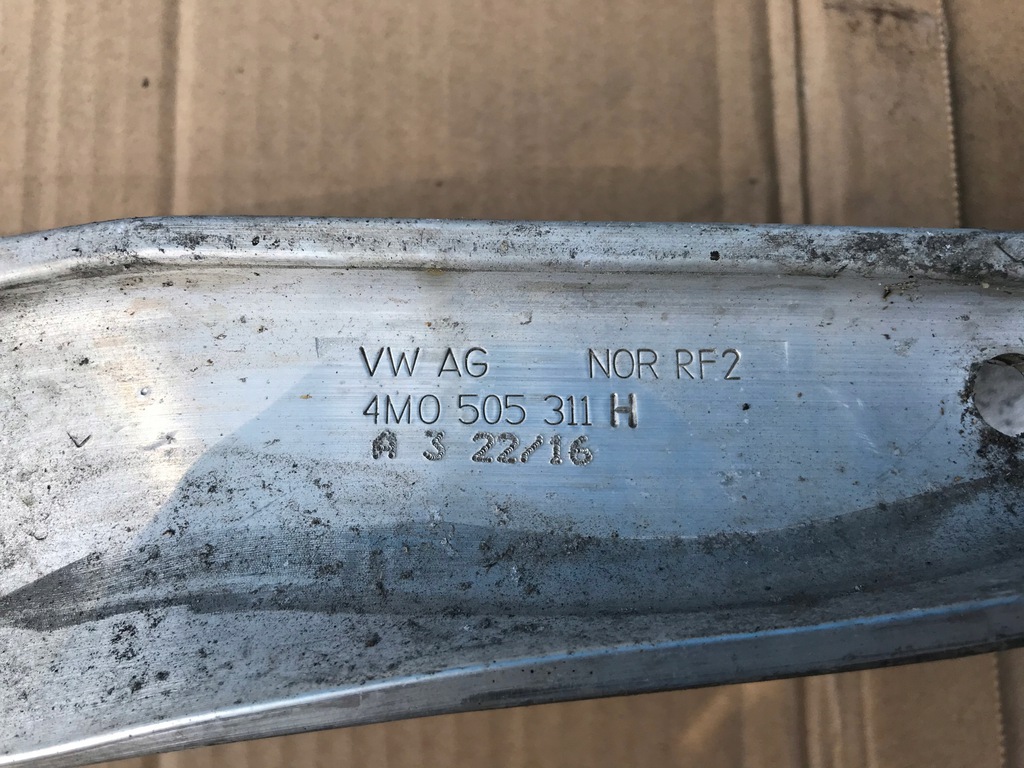 VW AG NOR RF2
4M0 505 311 H
A 3 22/16